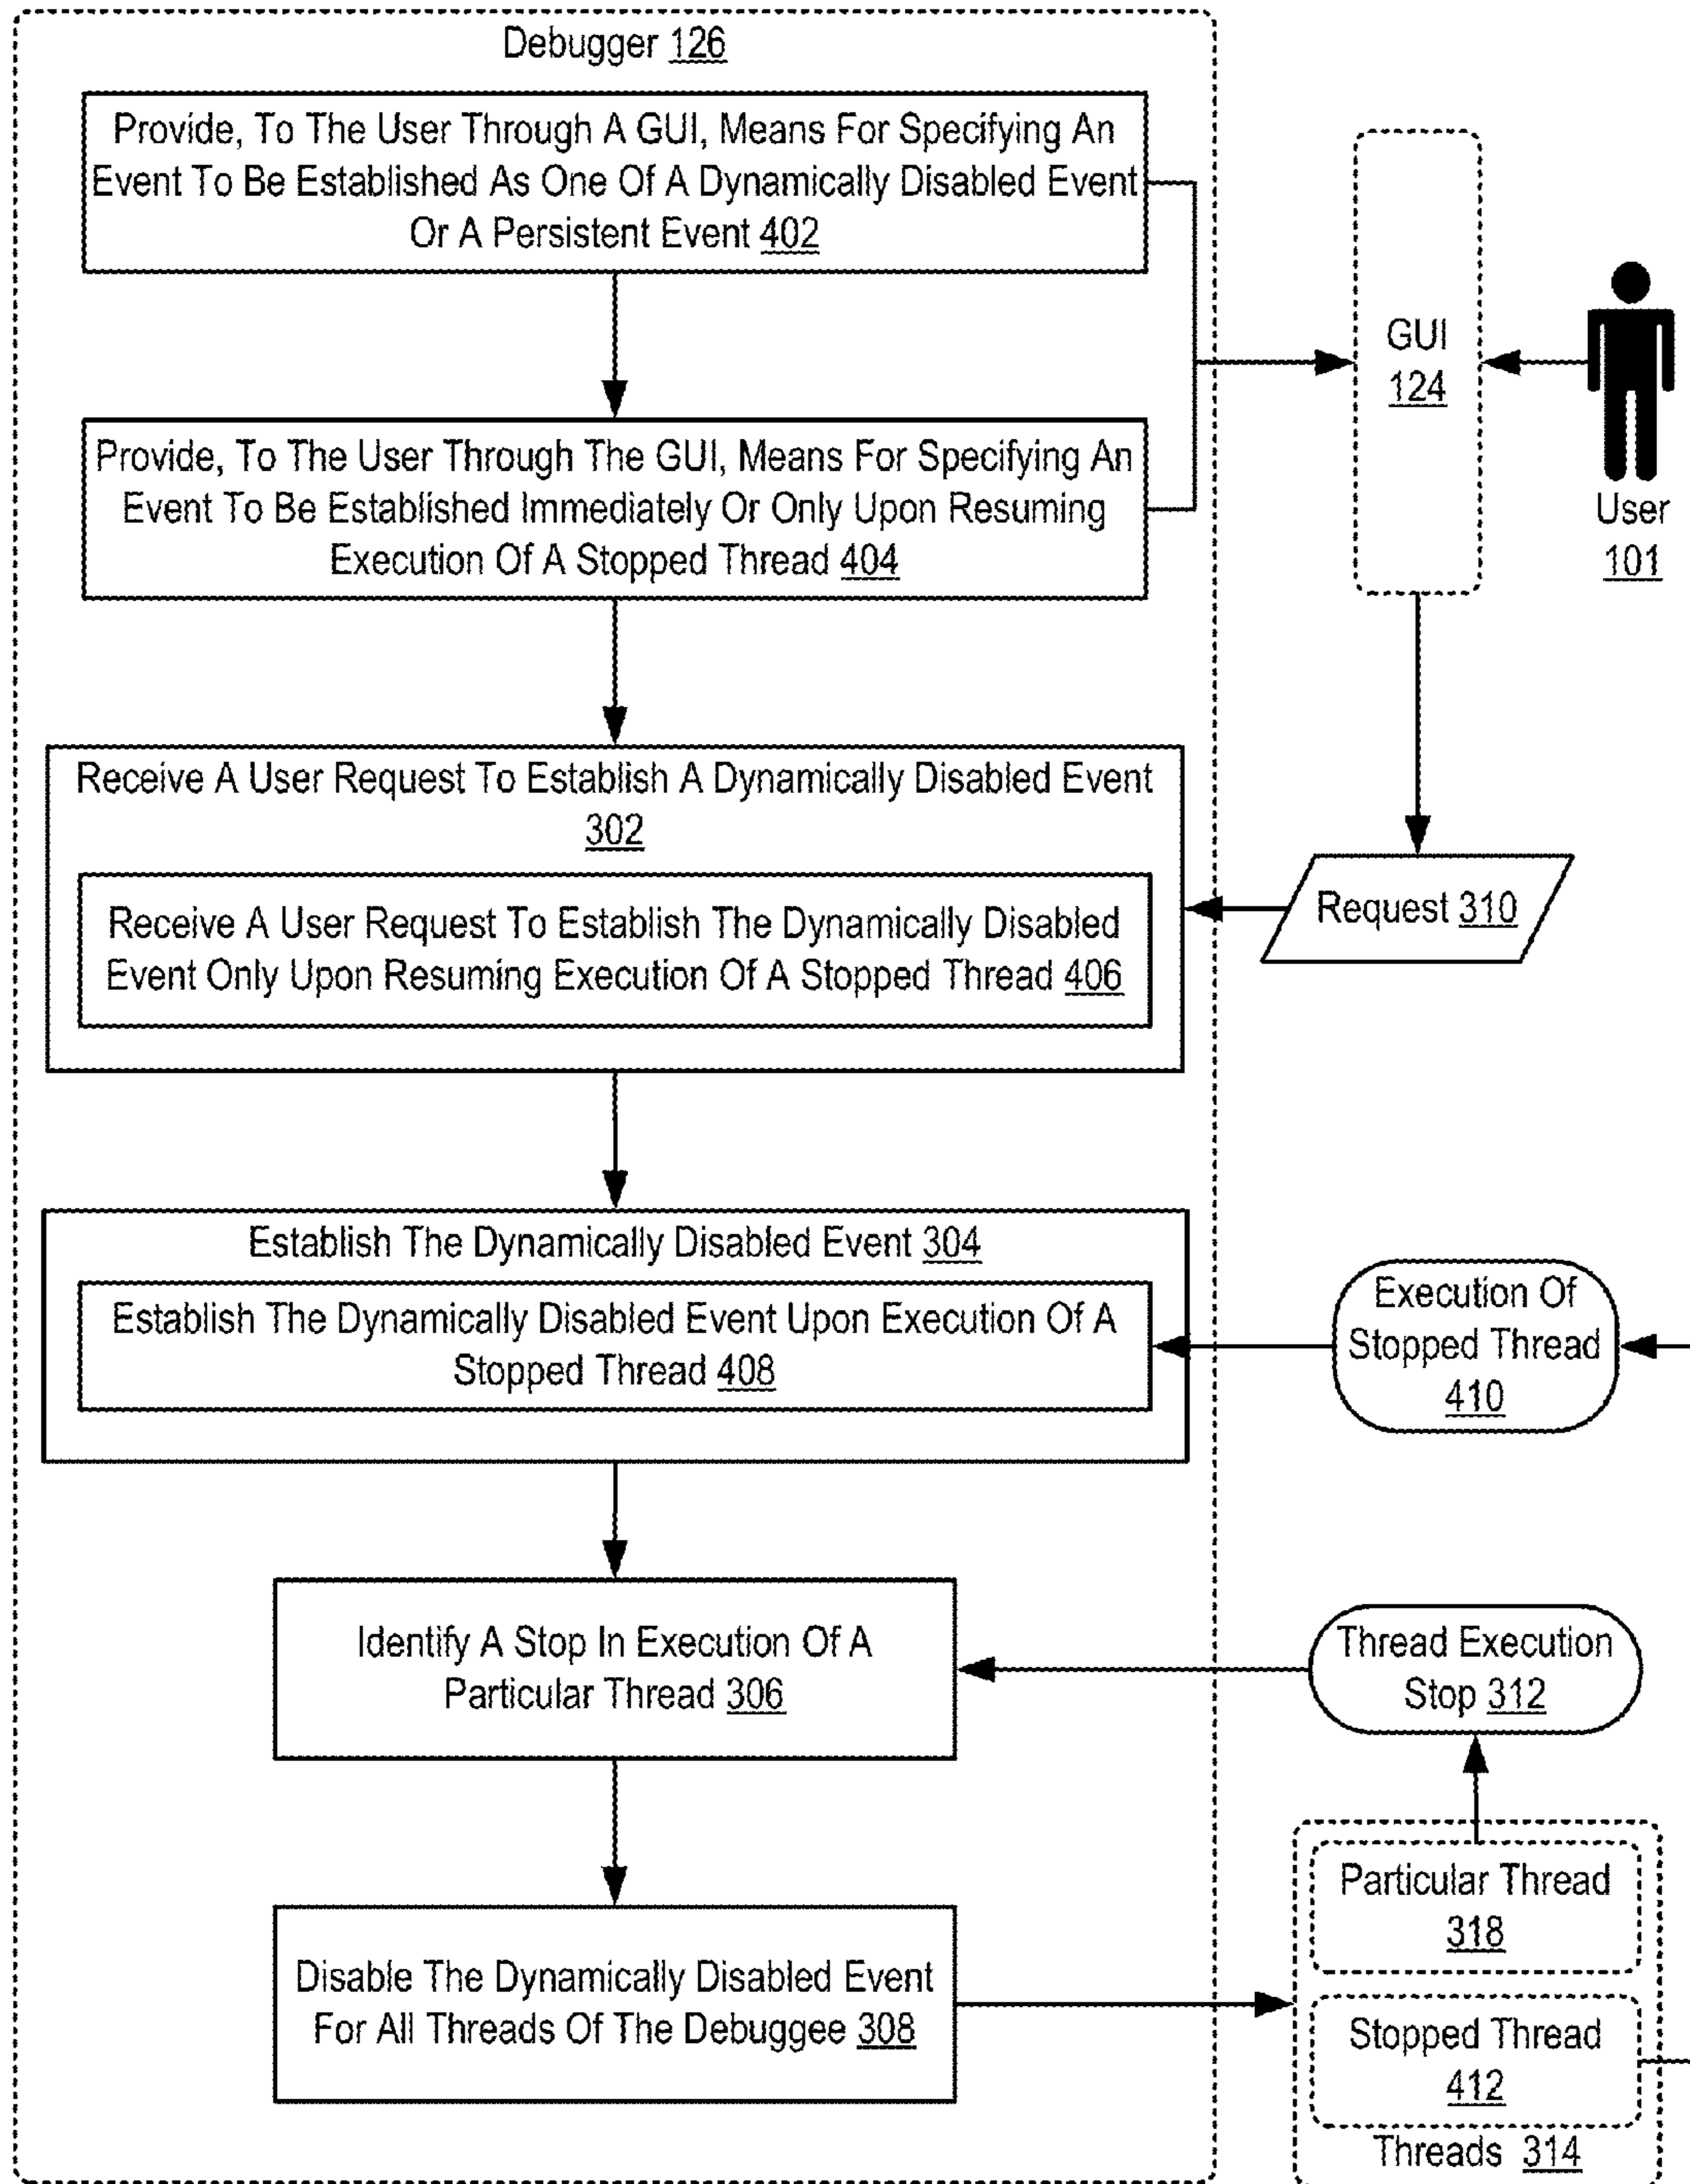 Debugger 126
Provide, To The User Through A GUI, Means For Specifying An
Event To Be Established As One Of A Dynamically Disabled Event
Or A Persistent Event 402
GUI
124
User
101
Provide, To The User Through The GUI, Means For Specifying An
Event To Be Established Immediately Or Only Upon Resuming
Execution Of A Stopped Thread 404
Receive A User Request To Establish A Dynamically Disabled Event
302
Receive A User Request To Establish The Dynamically Disabled
Event Only Upon Resuming Execution Of A Stopped Thread 406
Request 310
Establish The Dynamically Disabled Event 304
Establish The Dynamically Disabled Event Upon Execution Of A
Stopped Thread 408
Execution Of
Stopped Thread
410
Identify A Stop In Execution Of A
Particular Thread 306
Thread Execution
Stop 312
Disable The Dynamically Disabled Event
For All Threads Of The Debuggee 308
Particular Thread
318
Stopped Thread
412
Threads 314